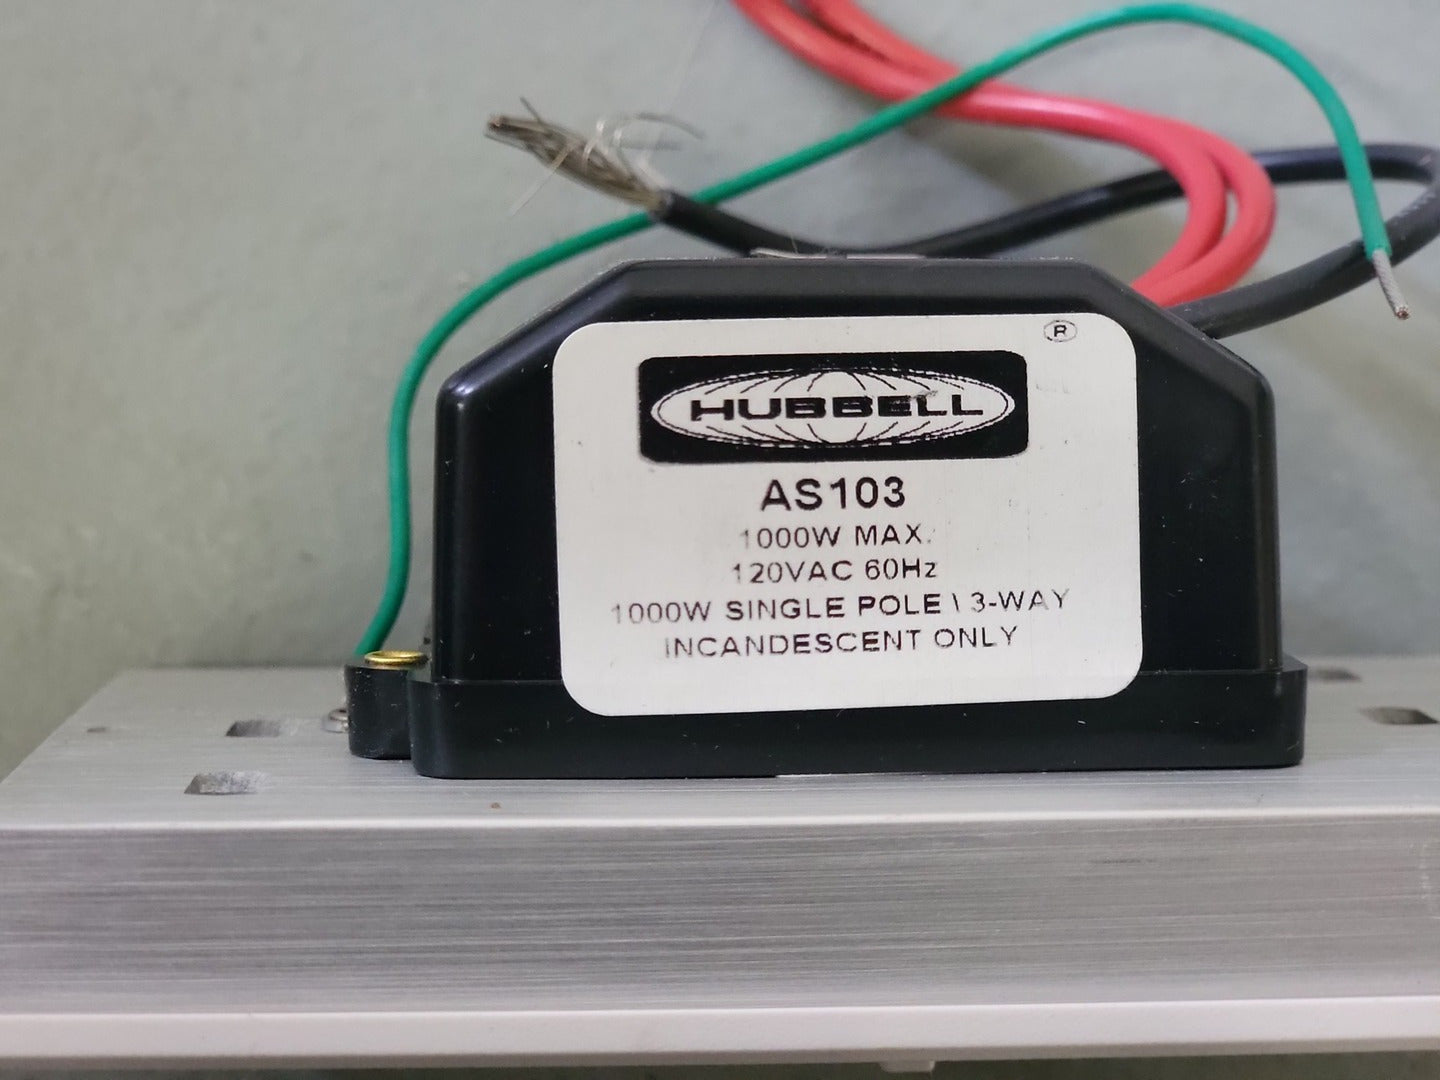 ®
HUBBELL
AS103
1000W MAX.
120VAC 60Hz
1000W SINGLE POLE \ 3-WAY
INCANDESCENT ONLY